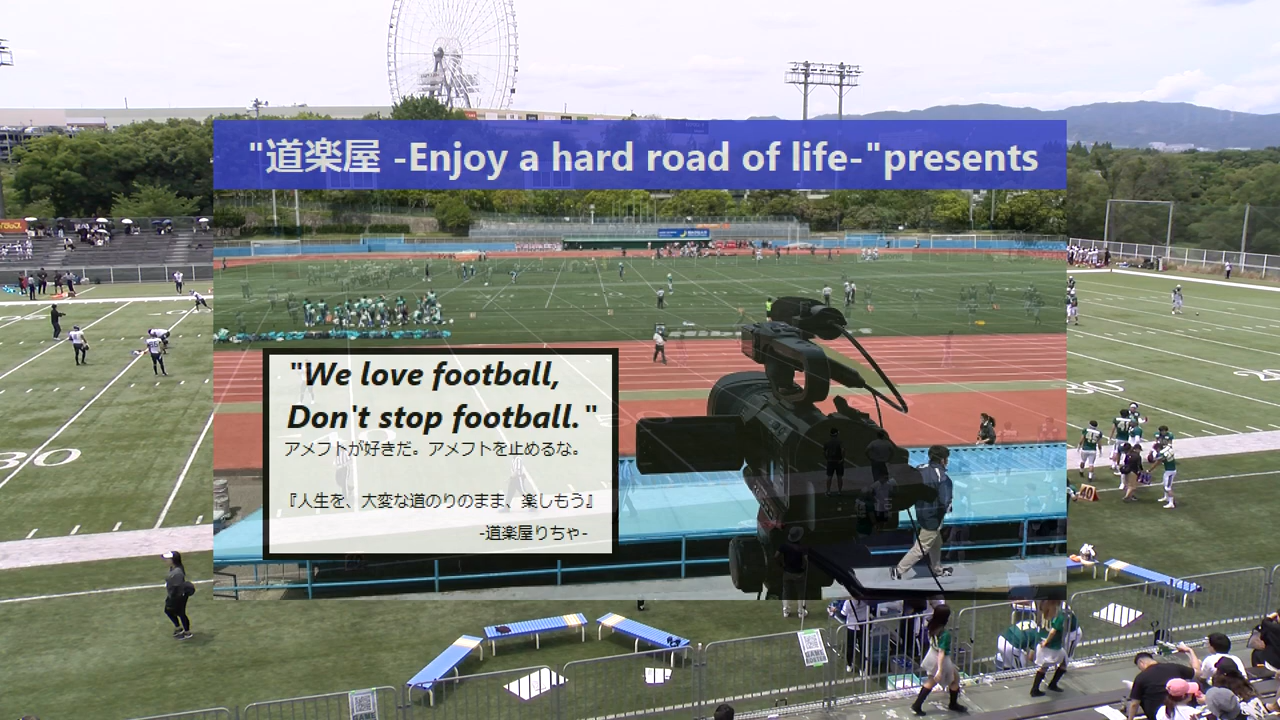 "道楽屋 -Enjoy a hard road of life-"presents
"We love football,
Don't stop football."
アメフトが好きだ。アメフトを止めるな。
『人生を、大変な道のりのまま、楽しもう』
-道楽屋りちゃ-
30
40